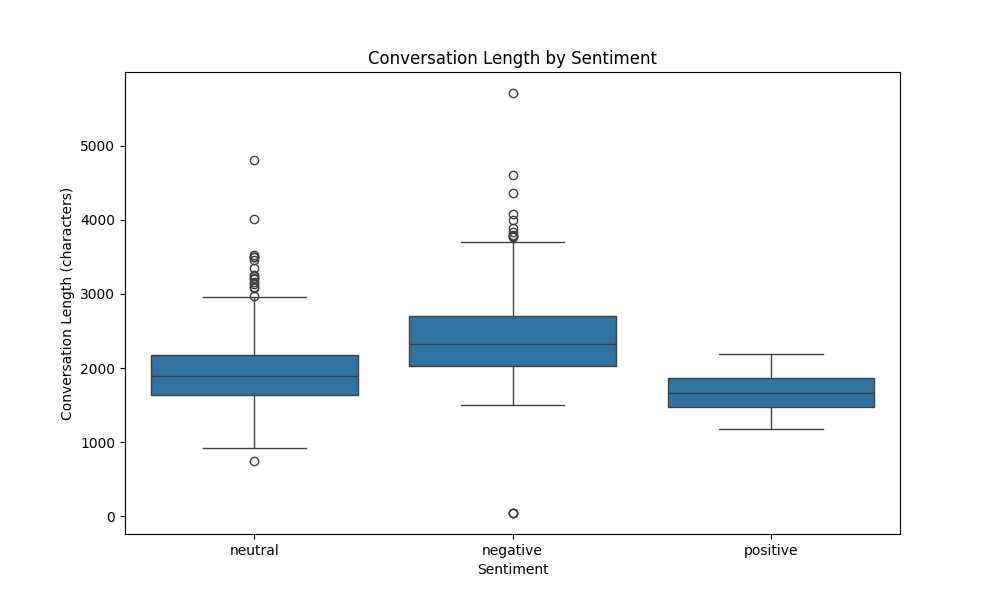 Conversation Length by Sentiment
Conversation Length (characters)
5000
4000
3000
2000
1000
0
neutral
negative
positive
Sentiment